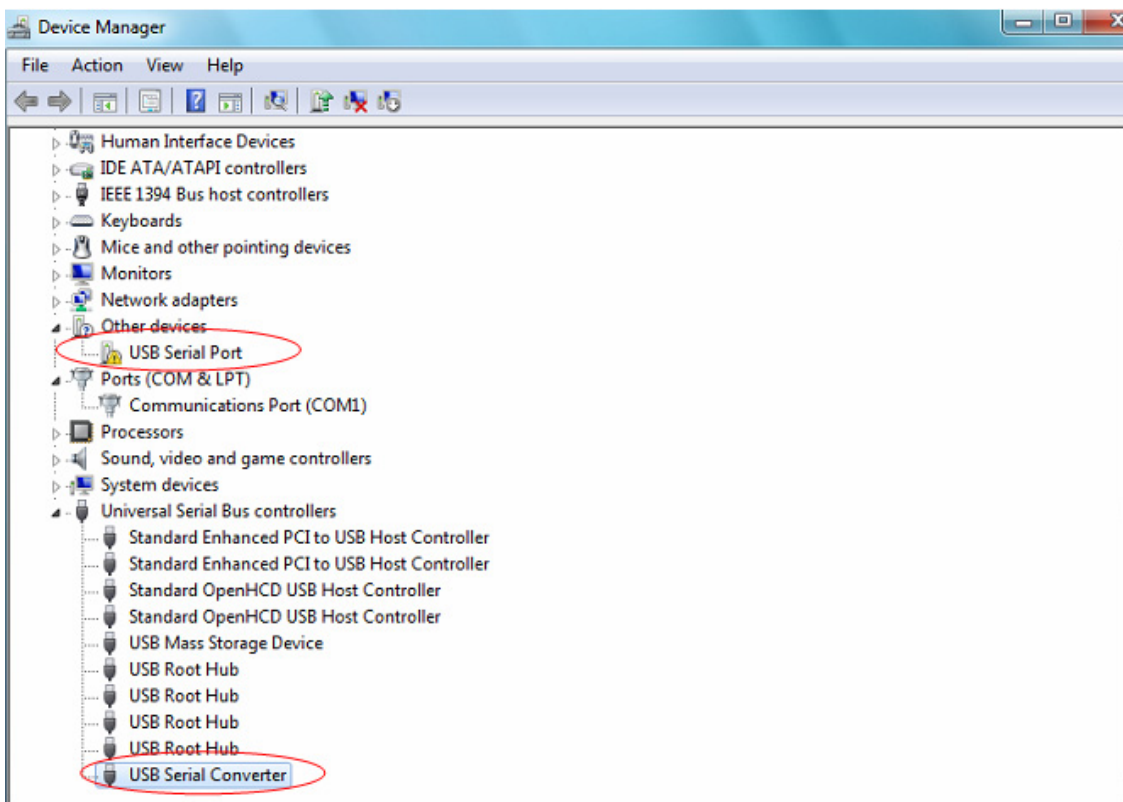 Device Manager
File Action View Help
Human Interface Devices
IDE ATA/ATAPI controllers
IEEE 1394 Bus host controllers
Keyboards
Mice and other pointing devices
Monitors
Network adapters
Other devices
USB Serial Port
Ports (COM & LPT)
Communications Port (COM1)
Processors
Sound, video and game controllers
System devices
Universal Serial Bus controllers
Standard Enhanced PCI to USB Host Controller
Standard Enhanced PCI to USB Host Controller
Standard OpenHCD USB Host Controller
Standard OpenHCD USB Host Controller
USB Mass Storage Device
USB Root Hub
USB Root Hub
USB Root Hub
USB Root Hub
USB Serial Converter